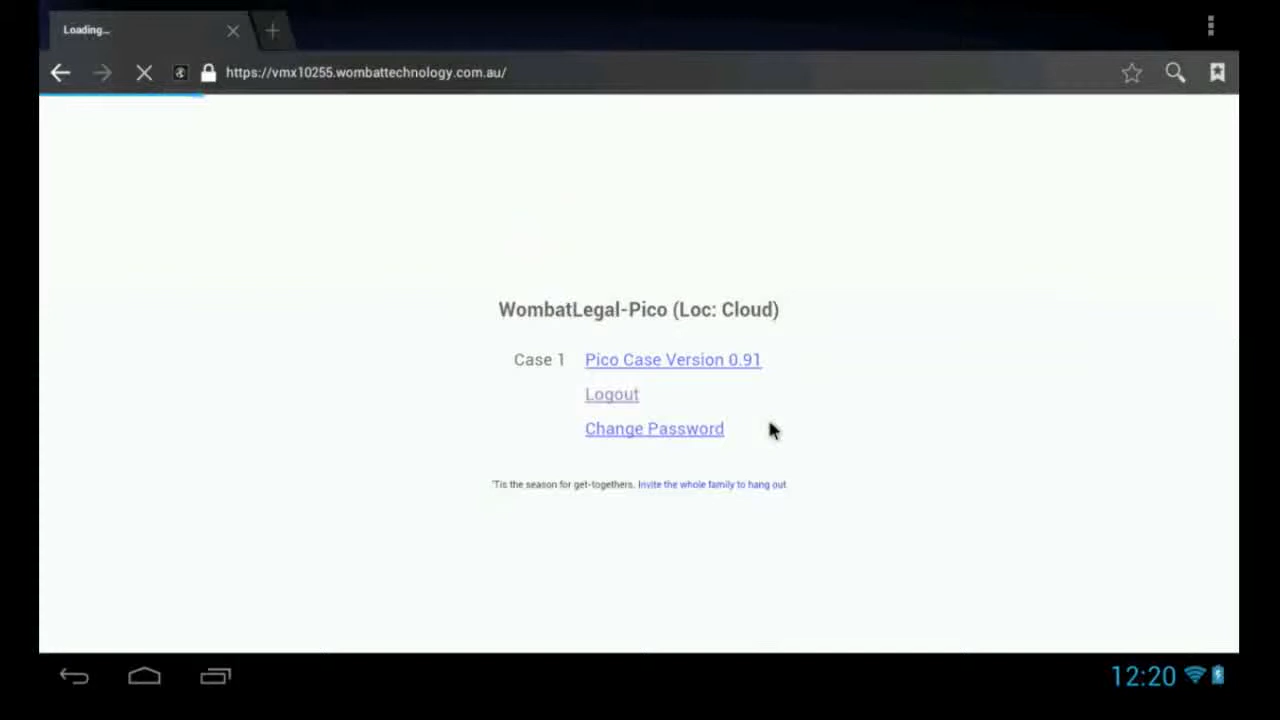 Loading...
https://vmx10255.wombattechnology.com.au/
WombatLegal-Pico (Loc: Cloud)
Case 1 Pico Case Version 0.91
Logout
Change Password
'Tis the season for get-togethers. Invite the whole family to hang out
12:20